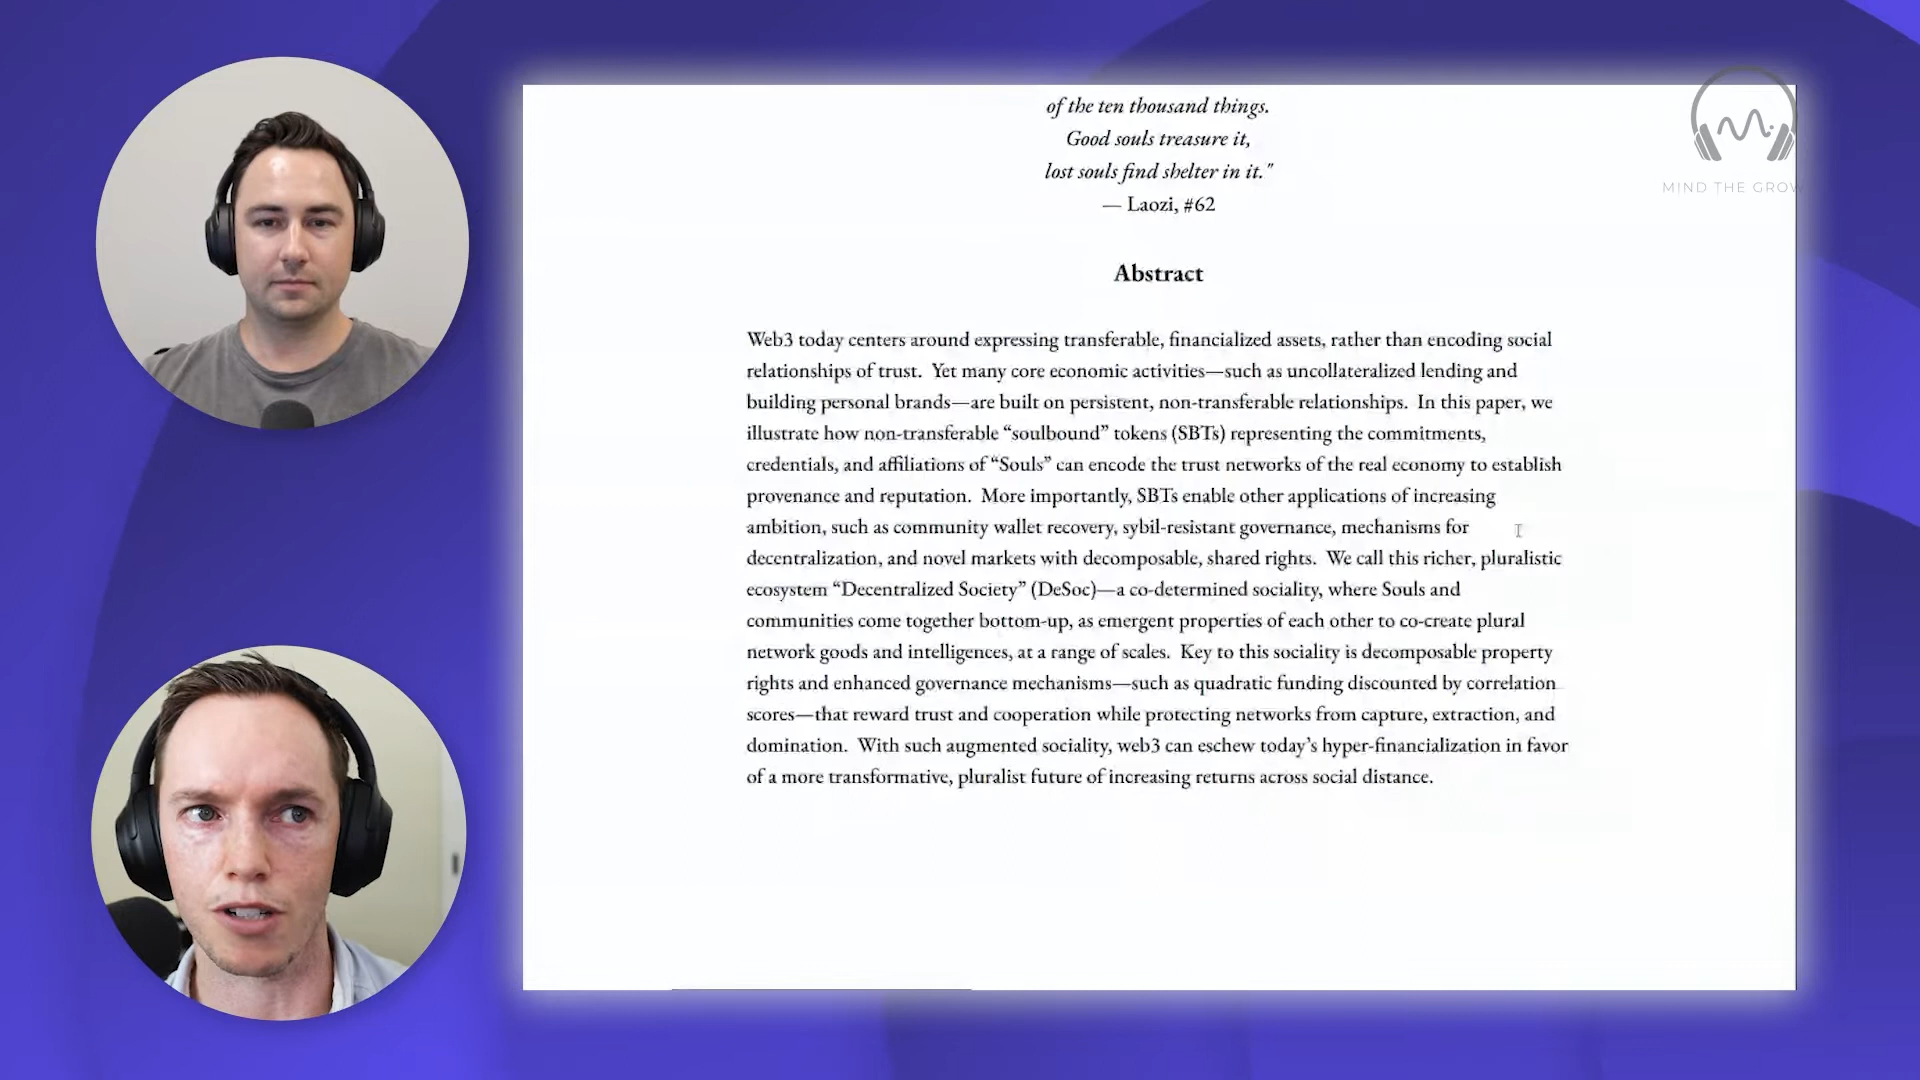 of the ten thousand things.
Good souls treasure it,
lost souls find shelter in it."
— Laozi, #62
Abstract
Web3 today centers around expressing transferable, financialized assets, rather than encoding social
relationships of trust. Yet many core economic activities—such as uncollateralized lending and
building personal brands—are built on persistent, non-transferable relationships. In this paper, we
illustrate how non-transferable “soulbound” tokens (SBTs) representing the commitments,
credentials, and affiliations of “Souls” can encode the trust networks of the real economy to establish
provenance and reputation. More importantly, SBTs enable other applications of increasing
ambition, such as community wallet recovery, sybil-resistant governance, mechanisms for
decentralization, and novel markets with decomposable, shared rights. We call this richer, pluralistic
ecosystem “Decentralized Society” (DeSoc)—a co-determined sociality, where Souls and
communities come together bottom-up, as emergent properties of each other to co-create plural
network goods and intelligences, at a range of scales. Key to this sociality is decomposable property
rights and enhanced governance mechanisms—such as quadratic funding discounted by correlation
scores—that reward trust and cooperation while protecting networks from capture, extraction, and
domination. With such augmented sociality, web3 can eschew today’s hyper-financialization in favor
of a more transformative, pluralist future of increasing returns across social distance.
MIND THE GROW